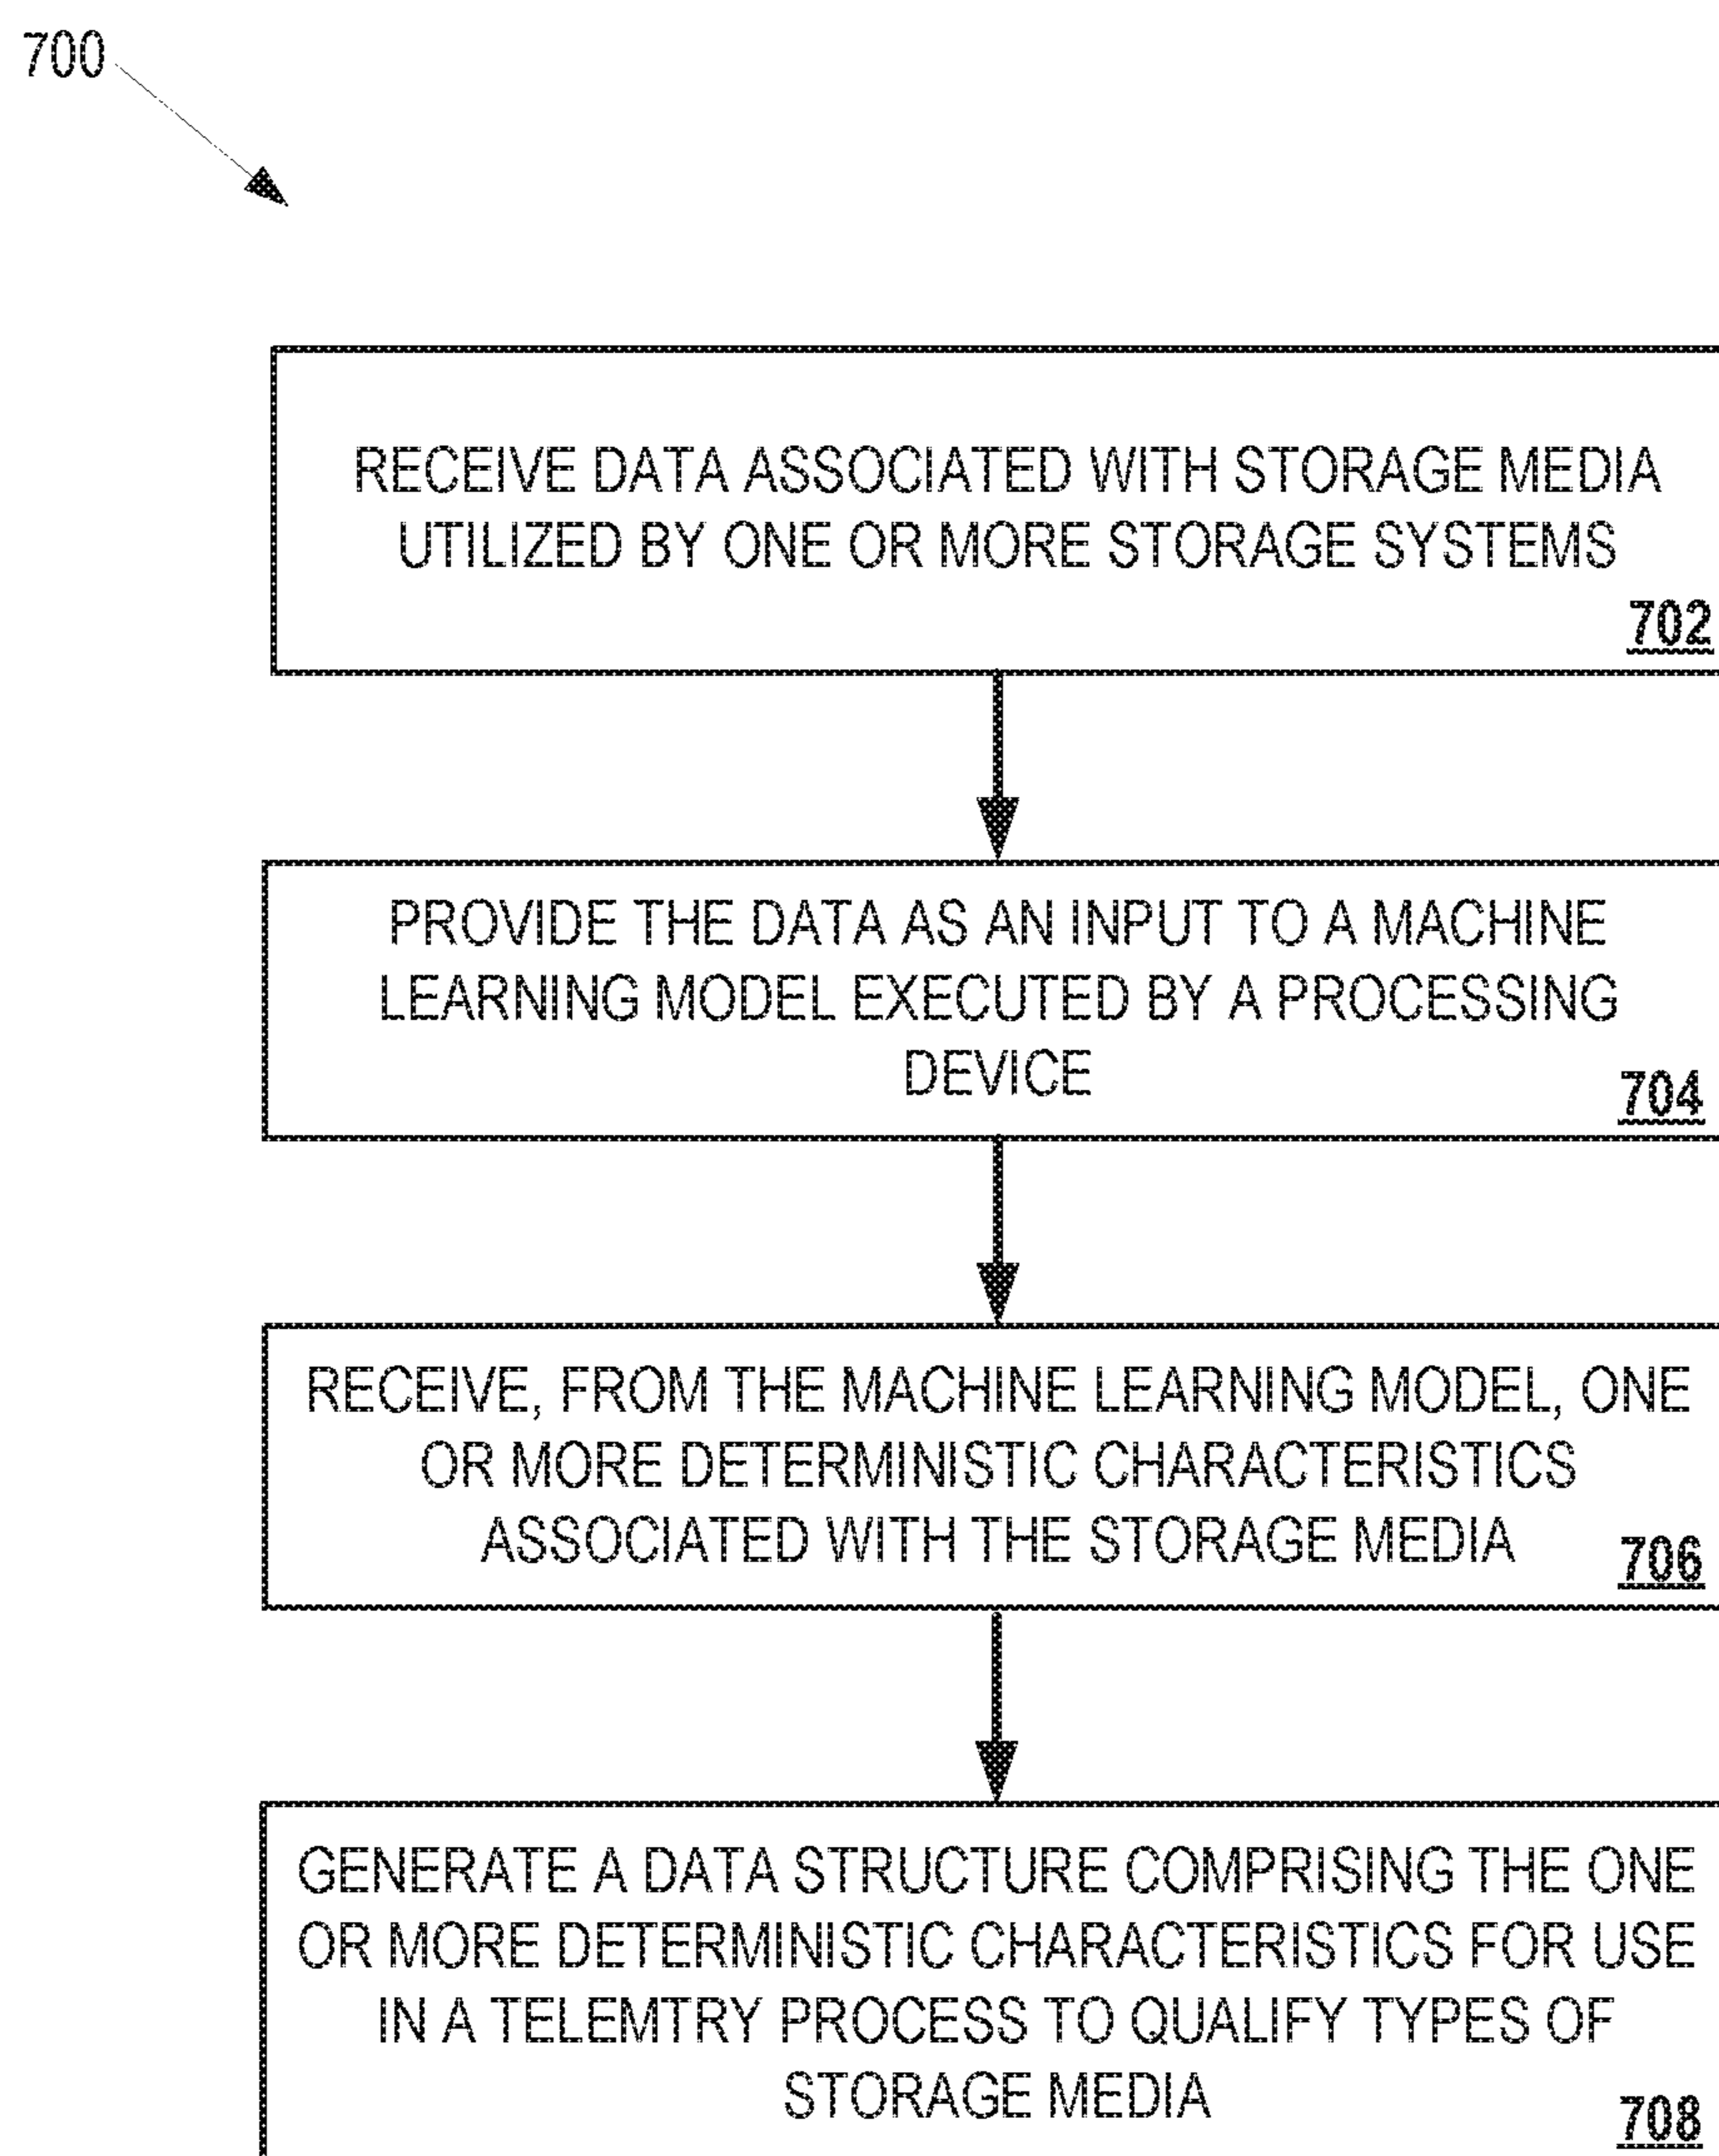 700
RECEIVE DATA ASSOCIATED WITH STORAGE MEDIA
UTILIZED BY ONE OR MORE STORAGE SYSTEMS
702
PROVIDE THE DATA AS AN INPUT TO A MACHINE
LEARNING MODEL EXECUTED BY A PROCESSING
DEVICE
704
RECEIVE, FROM THE MACHINE LEARNING MODEL, ONE
OR MORE DETERMINISTIC CHARACTERISTICS
ASSOCIATED WITH THE STORAGE MEDIA
706
GENERATE A DATA STRUCTURE COMPRISING THE ONE
OR MORE DETERMINISTIC CHARACTERISTICS FOR USE
IN A TELEMTRY PROCESS TO QUALIFY TYPES OF
STORAGE MEDIA
708